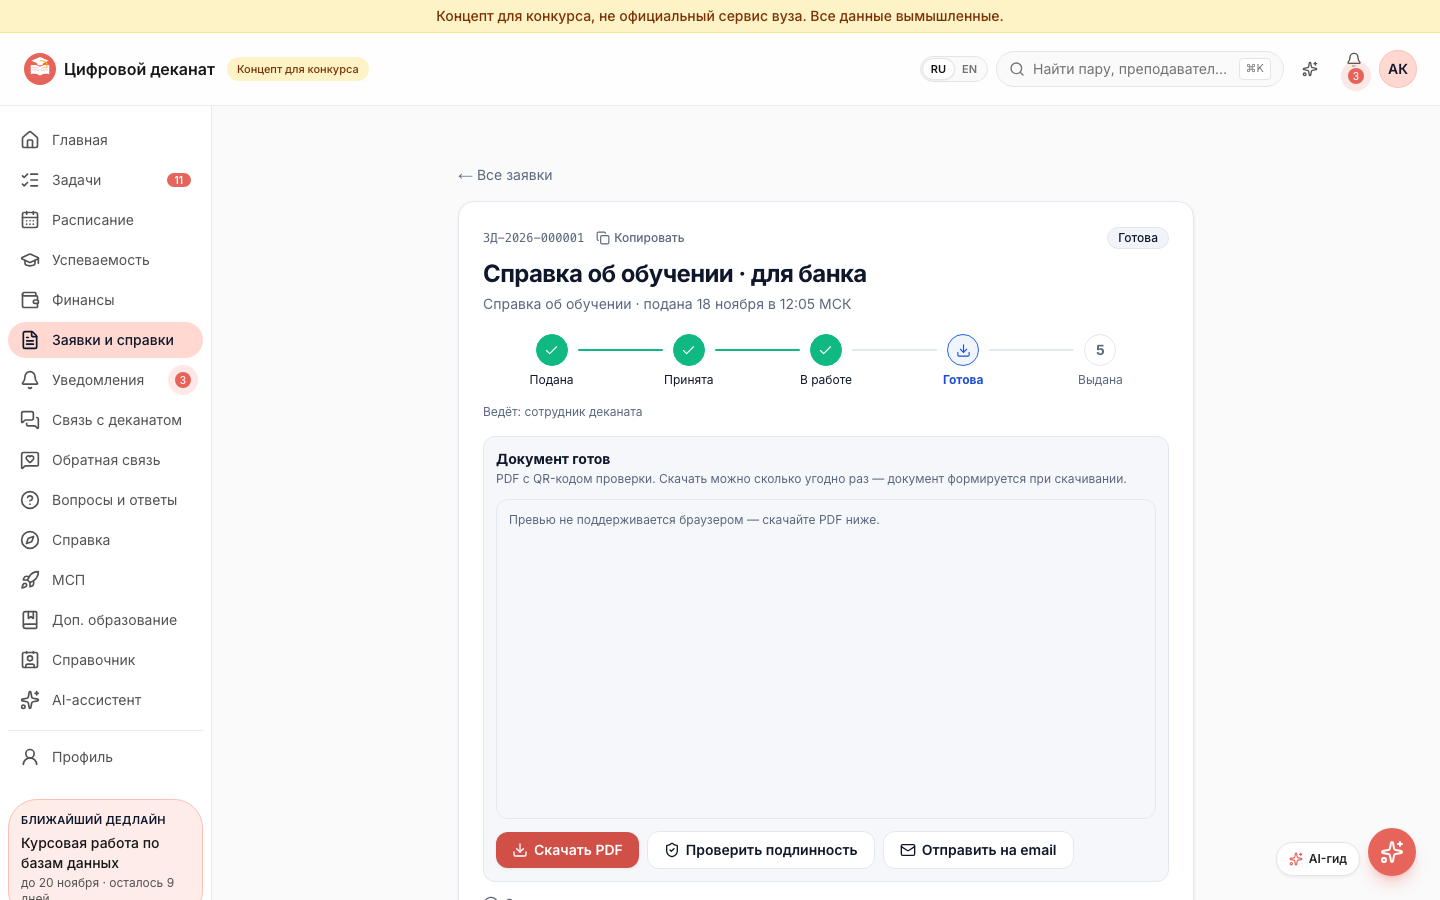 Концепт для конкурса, не официальный сервис вуза. Все данные вымышленные.
Цифровой деканат
Концепт для конкурса
RU EN
Найти пару, преподавател...
⌘K
3
АК
Главная
Задачи 11
Расписание
Успеваемость
Финансы
Заявки и справки
Уведомления 3
Связь с деканатом
Обратная связь
Вопросы и ответы
Справка
МСП
Доп. образование
Справочник
AI-ассистент
Профиль
БЛИЖАЙШИЙ ДЕДЛАЙН
Курсовая работа по
базам данных
до 20 ноября · осталось 9
дней
← Все заявки
ЗД-2026-000001 Копировать
Готова
Справка об обучении · для банка
Справка об обучении · подана 18 ноября в 12:05 МСК
5
Подана Принята В работе Готова Выдана
Ведёт: сотрудник деканата
Документ готов
PDF с QR-кодом проверки. Скачать можно сколько угодно раз — документ формируется при скачивании.
Превью не поддерживается браузером — скачайте PDF ниже.
Скачать PDF
Проверить подлинность
Отправить на email
AI-гид